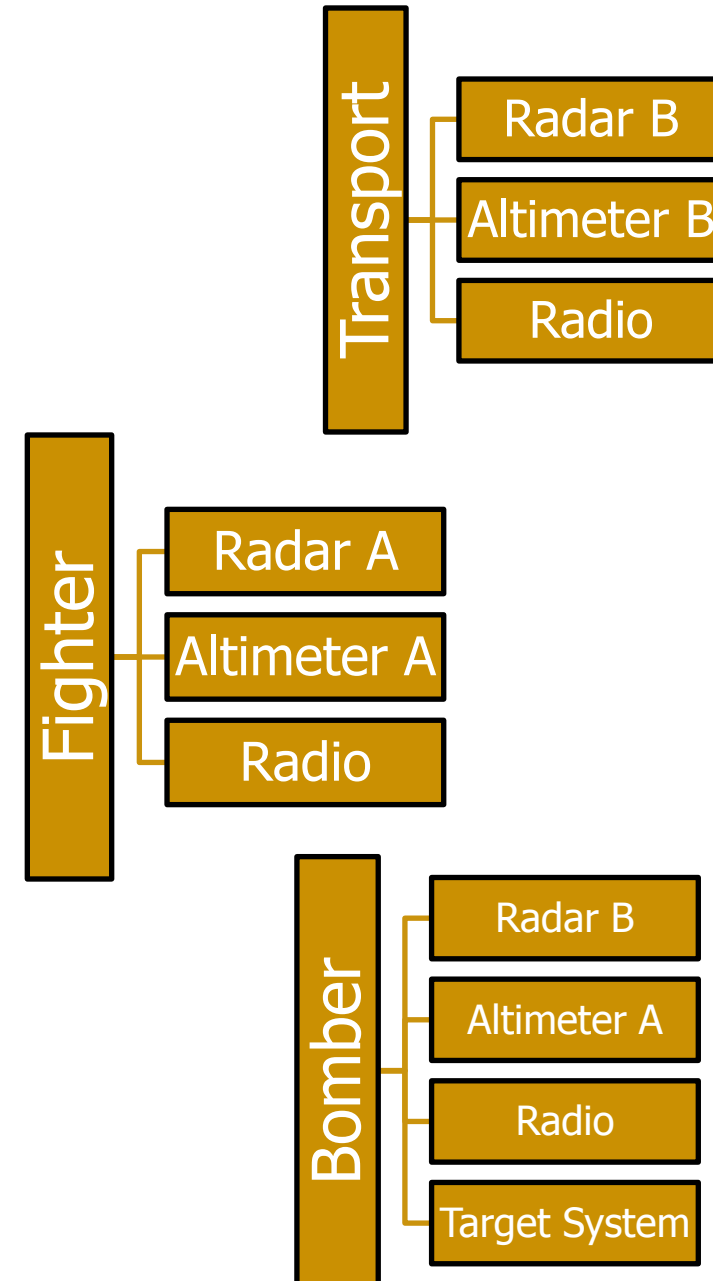 Transport
Radar B
Altimeter B
Radio
Fighter
Radar A
Altimeter A
Radio
Bomber
Radar B
Altimeter A
Radio
Target System